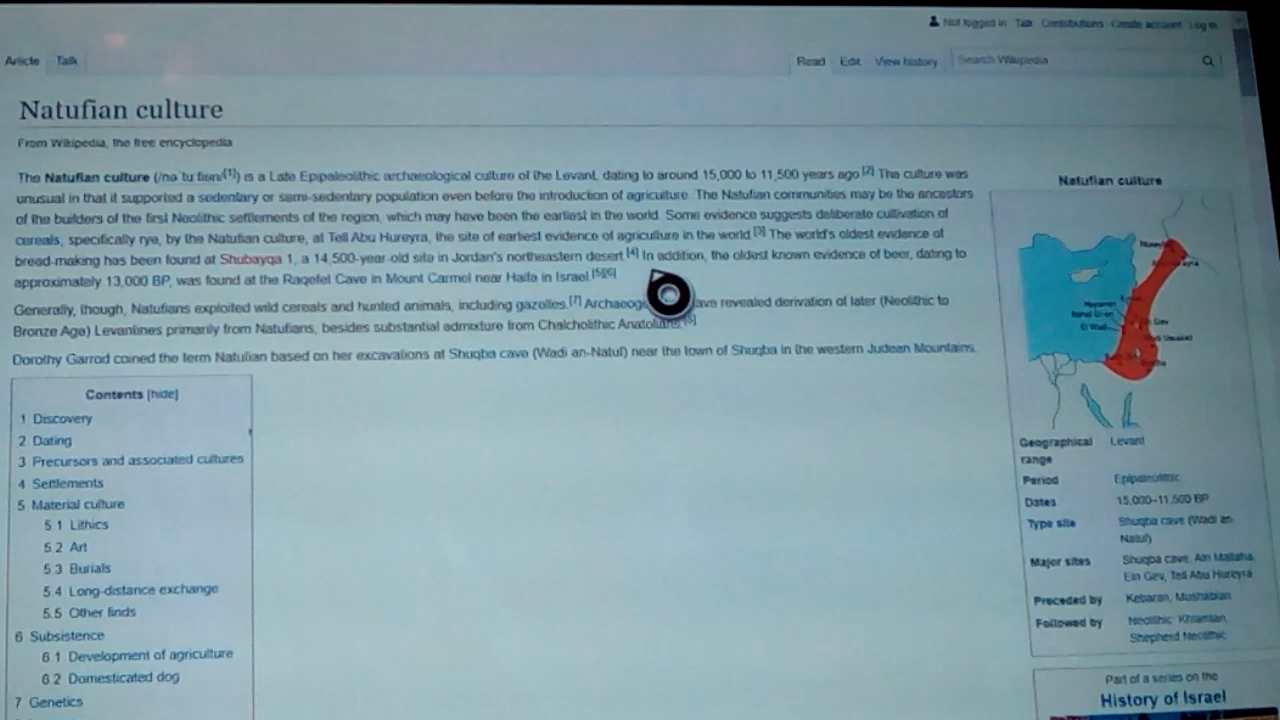 Not logged in Talk Contributions Create account Log in
Article Talk Read Edit View history Search Wikipedia
Natufian culture
From Wikipedia, the free encyclopedia
The Natufian culture (/nəˈtuːfiən/[1]) is a Late Epipaleolithic archaeological culture of the Levant, dating to around 15,000 to 11,500 years ago.[2] The culture was
unusual in that it supported a sedentary or semi-sedentary population even before the introduction of agriculture. The Natufian communities may be the ancestors
of the builders of the first Neolithic settlements of the region, which may have been the earliest in the world. Some evidence suggests deliberate cultivation of
cereals, specifically rye, by the Natufian culture, at Tell Abu Hureyra, the site of earliest evidence of agriculture in the world.[3] The world's oldest evidence of
bread-making has been found at Shubayqa 1, a 14,500-year-old site in Jordan's northeastern desert.[4] In addition, the oldest known evidence of beer, dating to
approximately 13,000 BP, was found at the Raqefet Cave in Mount Carmel near Haifa in Israel.[5][6]
Generally, though, Natufians exploited wild cereals and hunted animals, including gazelles.[7] revealed derivation of later (Neolithic to
Bronze Age) Levantines primarily from Natufians, besides substantial admixture from Chalcholithic Anatolians.
Dorothy Garrod coined the term Natufian based on her excavations at Shuqba cave (Wadi an-Natuf) near the town of Shuqba in the western Judean Mountains.
Contents [hide]
1 Discovery
2 Dating
3 Precursors and associated cultures
4 Settlements
5 Material culture
5.1 Lithics
5.2 Art
5.3 Burials
5.4 Long-distance exchange
5.5 Other finds
6 Subsistence
6.1 Development of agriculture
6.2 Domesticated dog
7 Genetics
Natufian culture
Geographical range Levant
Period Epipaleolithic
Dates 15,000–11,500 BP
Type site Shuqba cave (Wadi an-
Natuf)
Major sites Shuqba cave, Ain Mallaha,
Ein Gev, Tell Abu Hureyra
Preceded by Kebaran, Mushabian
Followed by Neolithic: Khiamian,
Shepherd Neolithic
Part of a series on the
History of Israel